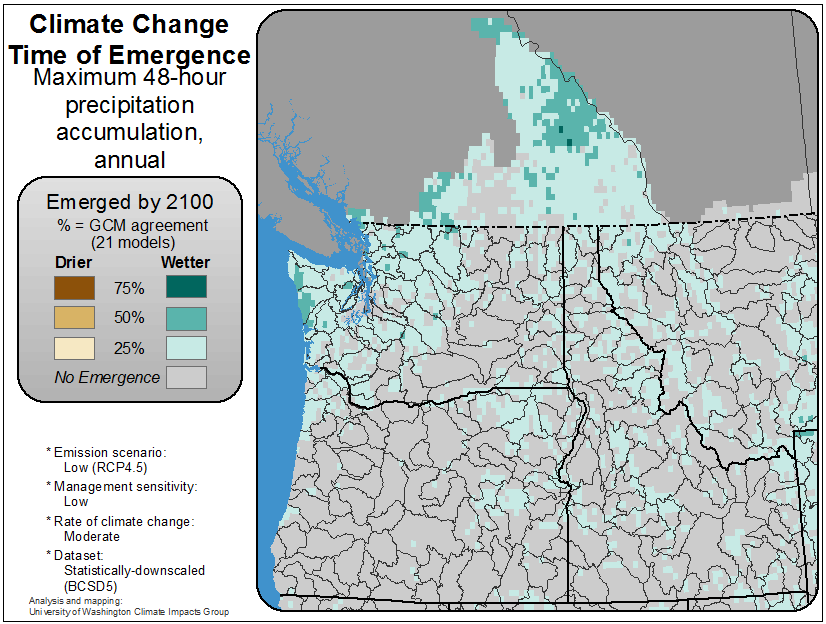 Climate Change
Time of Emergence
Maximum 48-hour
precipitation
accumulation,
annual
Emerged by 2100
% = GCM agreement
(21 models)
Drier Wetter
75%
50%
25%
No Emergence
* Emission scenario:
Low (RCP4.5)
* Management sensitivity:
Low
* Rate of climate change:
Moderate
* Dataset:
Statistically-downscaled
(BCSD5)
Analysis and mapping:
University of Washington Climate Impacts Group